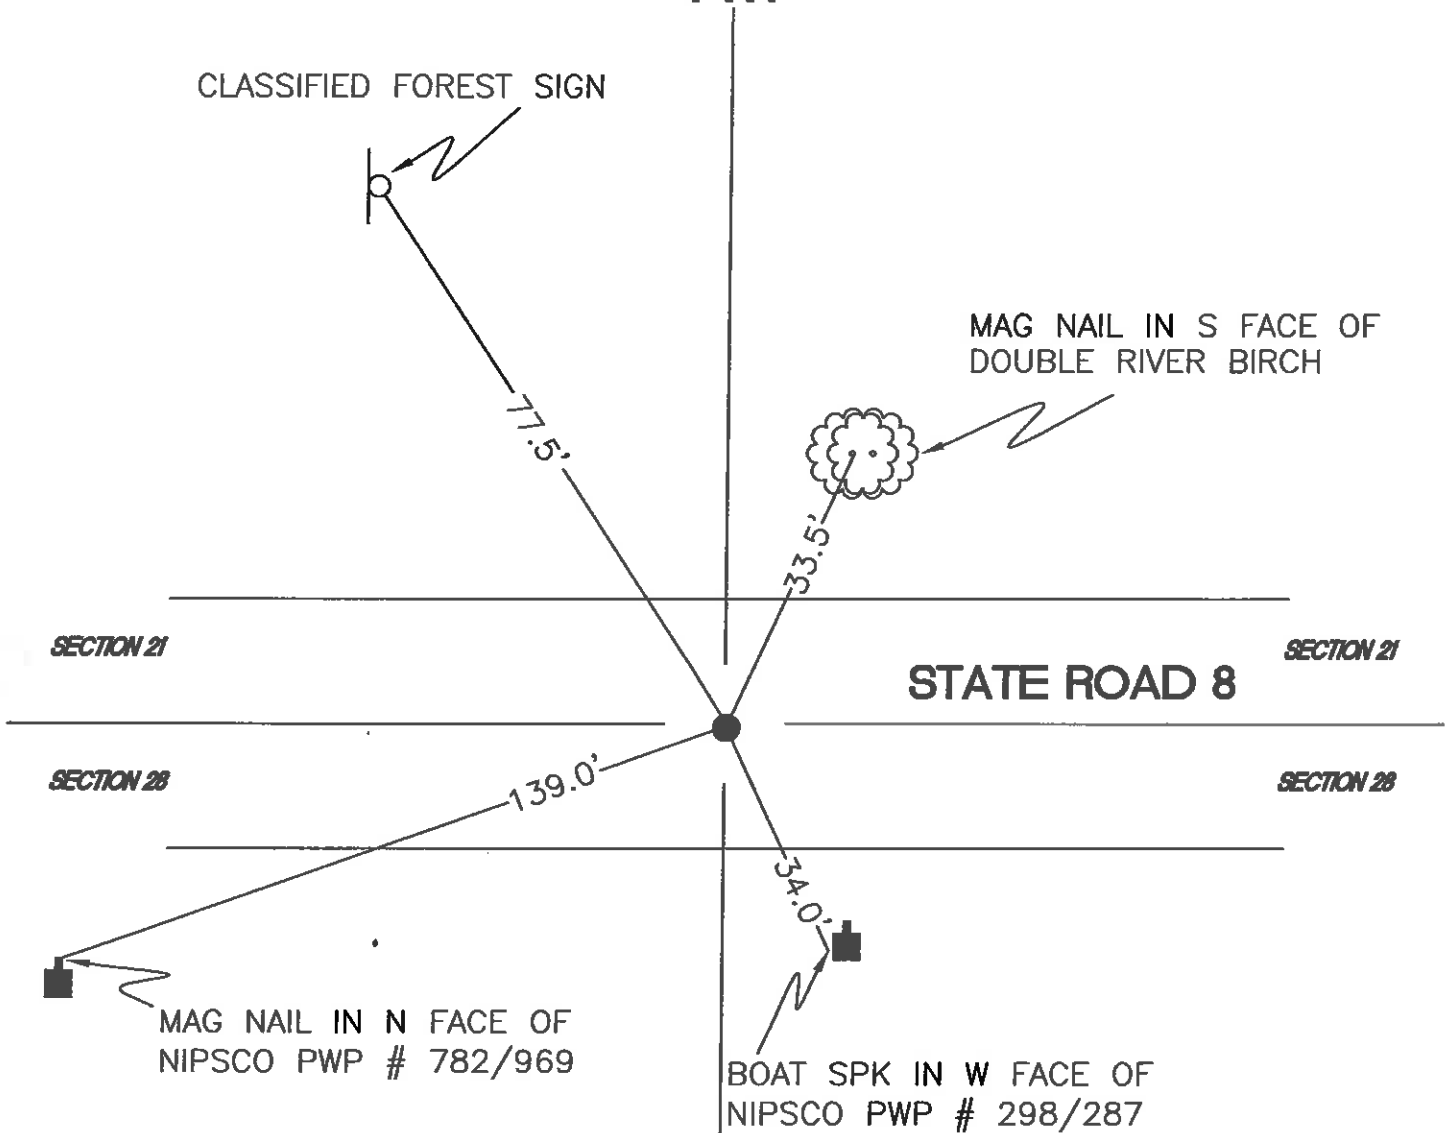 CLASSIFIED FOREST SIGN
MAG NAIL IN S FACE OF
DOUBLE RIVER BIRCH
77.5'
33.5'
SECTION 21
SECTION 21
STATE ROAD 8
SECTION 28
SECTION 28
139.0'
34.0'
MAG NAIL IN N FACE OF
NIPSCO PWP # 782/969
BOAT SPK IN W FACE OF
NIPSCO PWP # 298/287